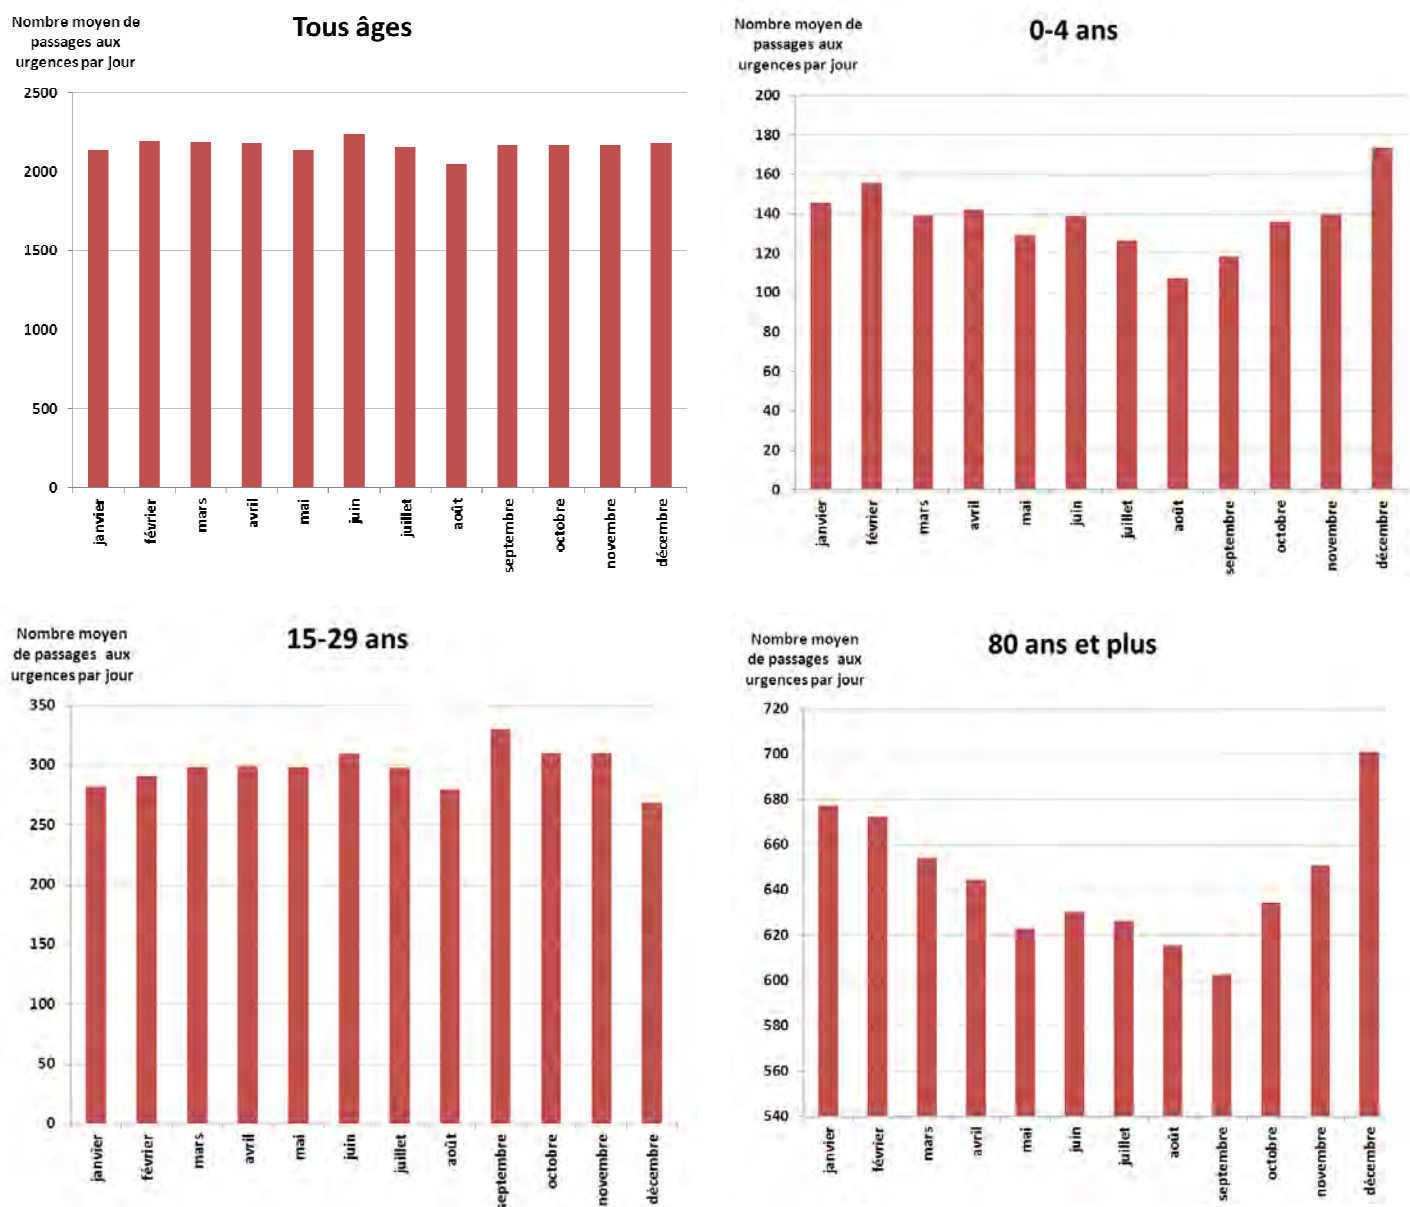 Nombre moyen de
passages aux
urgences par jour
Tous âges
2500
2000
1500
1000
500
0
janvier
février
mars
avril
mai
juin
juillet
août
septembre
octobre
novembre
décembre
Nombre moyen de
passages aux
urgences par jour
0-4 ans
200
180
160
140
120
100
80
60
40
20
0
janvier
février
mars
avril
mai
juin
juillet
août
septembre
octobre
novembre
décembre
Nombre moyen
de passages aux
urgences par jour
15-29 ans
350
300
250
200
150
100
50
0
janvier
février
mars
avril
mai
juin
juillet
août
septembre
octobre
novembre
décembre
Nombre moyen
de passages aux
urgences par jour
80 ans et plus
720
700
680
660
640
620
600
580
560
540
janvier
février
mars
avril
mai
juin
juillet
août
septembre
octobre
novembre
décembre